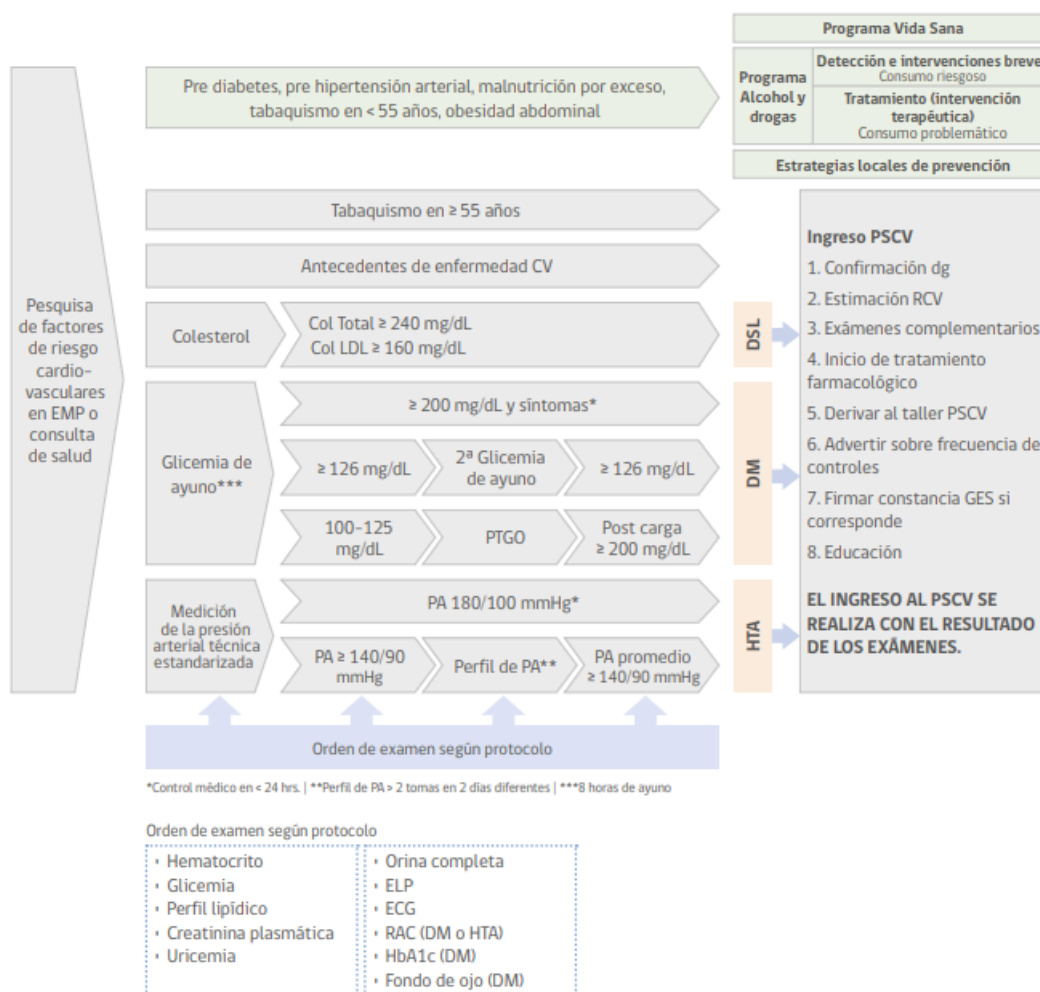 Programa Vida Sana
Programa
Alcohol y
drogas
Detección e intervenciones breve
Consumo riesgoso
Tratamiento (intervención
terapéutica)
Consumo problemático
Estrategias locales de prevención
Pre diabetes, pre hipertensión arterial, malnutrición por exceso,
tabaquismo en < 55 años, obesidad abdominal
Pesquisa
de factores
de riesgo
cardio-
vasculares
en EMP o
consulta
de salud
Tabaquismo en ≥ 55 años
Antecedentes de enfermedad CV
Colesterol
Col Total ≥ 240 mg/dL
Col LDL ≥ 160 mg/dL
DSL
Glicemia de
ayuno***
≥ 200 mg/dL y síntomas*
≥ 126 mg/dL
2ª Glicemia
de ayuno
≥ 126 mg/dL
100-125
mg/dL
PTGO
Post carga
≥ 200 mg/dL
DM
Medición
de la presión
arterial técnica
estandarizada
PA 180/100 mmHg*
PA ≥ 140/90
mmHg
Perfil de PA**
PA promedio
≥ 140/90 mmHg
HTA
Ingreso PSCV
1. Confirmación dg
2. Estimación RCV
3. Exámenes complementarios
4. Inicio de tratamiento
farmacológico
5. Derivar al taller PSCV
6. Advertir sobre frecuencia de
controles
7. Firmar constancia GES si
corresponde
8. Educación
EL INGRESO AL PSCV SE
REALIZA CON EL RESULTADO
DE LOS EXÁMENES.
Orden de examen según protocolo
*Control médico en < 24 hrs. | **Perfil de PA > 2 tomas en 2 días diferentes | ***8 horas de ayuno
Orden de examen según protocolo
· Hematocrito
· Glicemia
· Perfil lipídico
· Creatinina plasmática
· Uricemia
· Orina completa
· ELP
· ECG
· RAC (DM o HTA)
· HbA1c (DM)
· Fondo de ojo (DM)